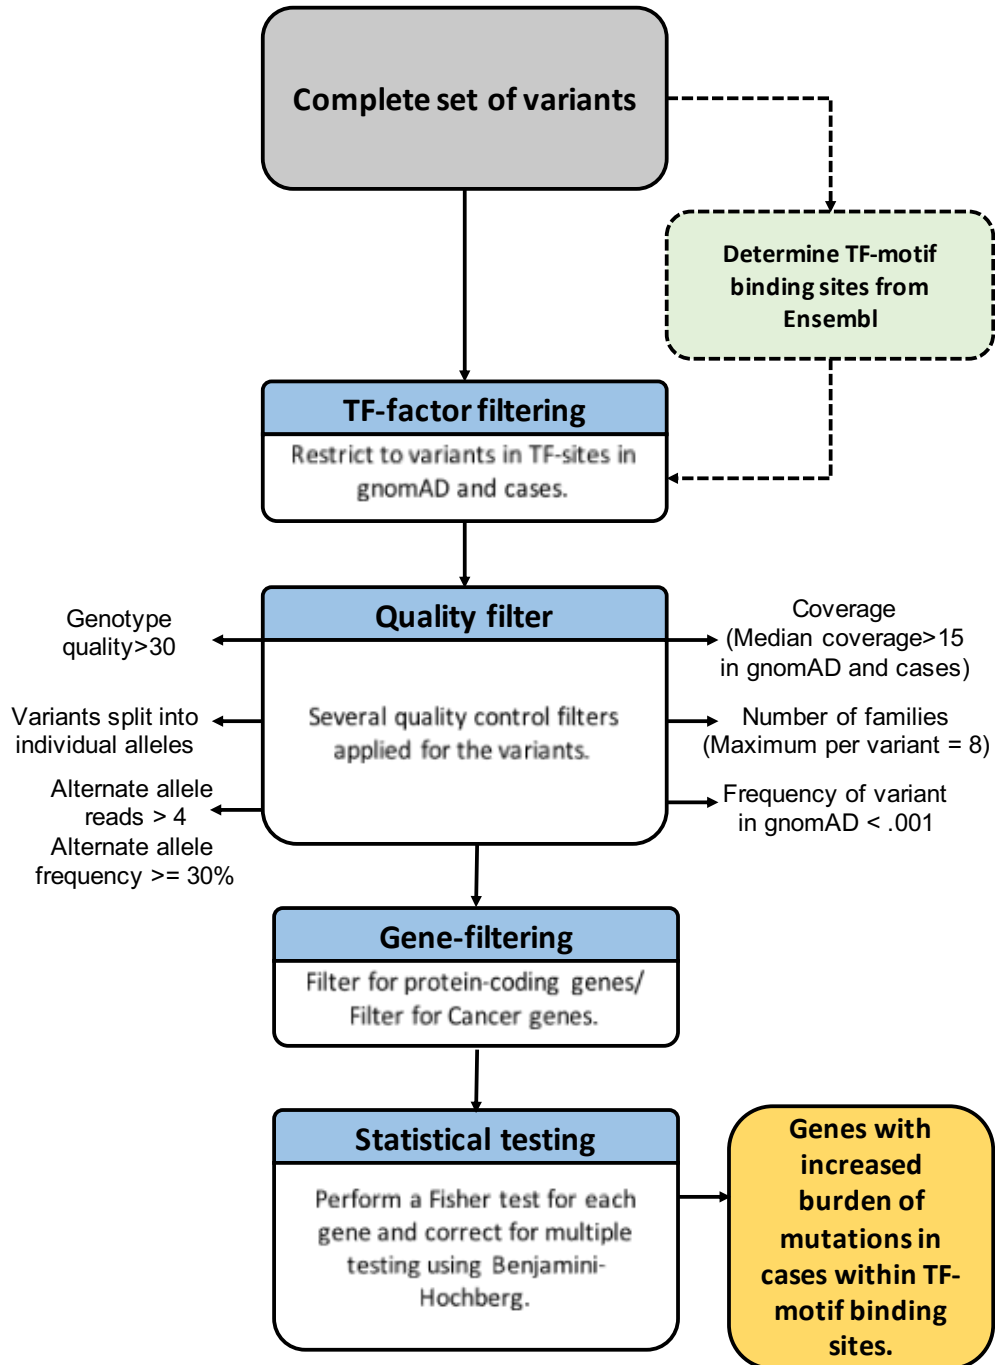 Complete set of variants
Determine TF-motif
binding sites from
Ensembl
TF-factor filtering
Restrict to variants in TF-sites in
gnomAD and cases.
Quality filter
Several quality control filters
applied for the variants.
Genotype
quality>30
Variants split into
individual alleles
Alternate allele
reads > 4
Alternate allele
frequency >= 30%
Coverage
(Median coverage>15
in gnomAD and cases)
Number of families
(Maximum per variant = 8)
Frequency of variant
in gnomAD < .001
Gene-filtering
Filter for protein-coding genes/
Filter for Cancer genes.
Statistical testing
Perform a Fisher test for each
gene and correct for multiple
testing using Benjamini-
Hochberg.
Genes with
increased
burden of
mutations in
cases within TF-
motif binding
sites.